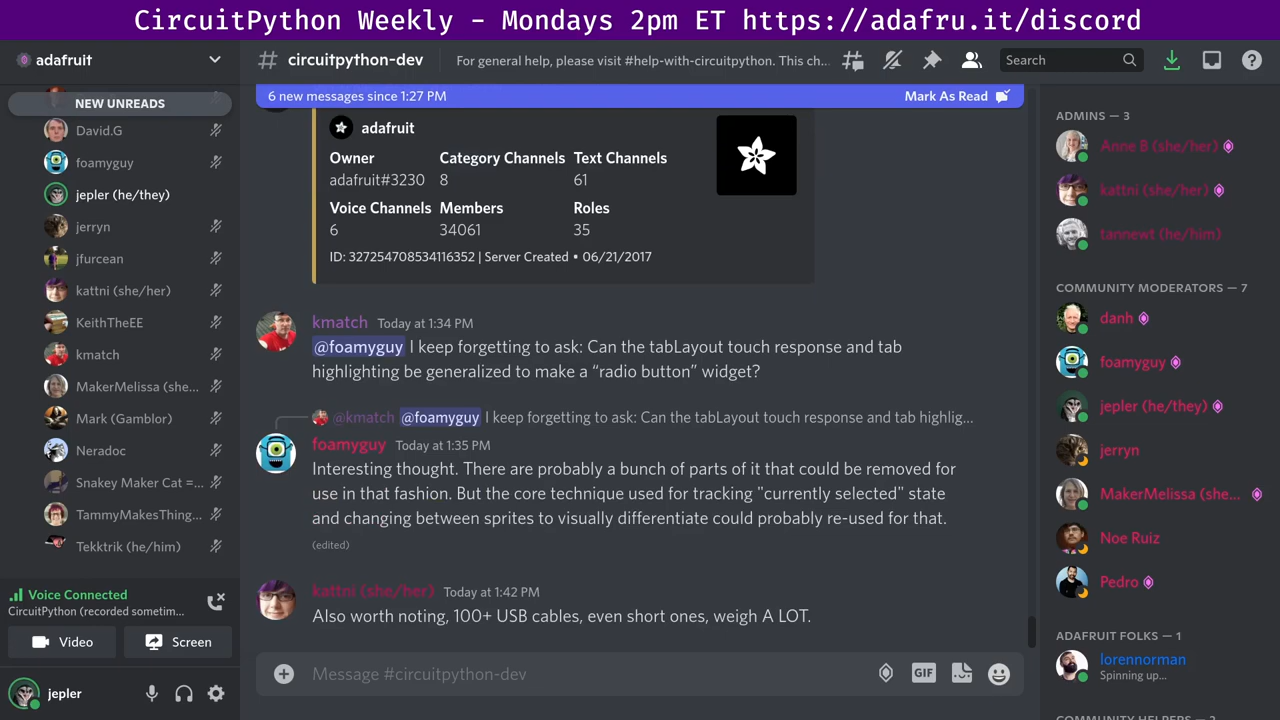 CircuitPython Weekly - Mondays 2pm ET https://adafru.it/discord
adafruit
NEW UNREADS
David.G
foamyguy
jepler (he/they)
jerryn
jfurcean
kattni (she/her)
KeithTheEE
kmatch
MakerMelissa (she...
Mark (Gamblor)
Neradoc
Snakey Maker Cat =...
TammyMakesThing...
Tekktrik (he/him)
Voice Connected
CircuitPython (recorded sometim...
Video
Screen
jepler
circuitpython-dev
For general help, please visit #help-with-circuitpython. This ch...
Search
6 new messages since 1:27 PM
Mark As Read
adafruit
Owner Category Channels Text Channels
adafruit#3230 8 61
Voice Channels Members Roles
6 34061 35
ID: 327254708534116352 | Server Created • 06/21/2017
kmatch Today at 1:34 PM
@foamyguy I keep forgetting to ask: Can the tabLayout touch response and tab
highlighting be generalized to make a “radio button” widget?
@kmatch @foamyguy I keep forgetting to ask: Can the tabLayout touch response and tab highlig...
foamyguy Today at 1:35 PM
Interesting thought. There are probably a bunch of parts of it that could be removed for
use in that fashion. But the core technique used for tracking "currently selected" state
and changing between sprites to visually differentiate could probably re-used for that.
(edited)
kattni (she/her) Today at 1:42 PM
Also worth noting, 100+ USB cables, even short ones, weigh A LOT.
Message #circuitpython-dev
GIF
ADMINS — 3
Anne B (she/her)
kattni (she/her)
tannewt (he/him)
COMMUNITY MODERATORS — 7
danh
foamyguy
jepler (he/they)
jerryn
MakerMelissa (she...
Noe Ruiz
Pedro
ADAFRUIT FOLKS — 1
lorennorman
Spinning up...